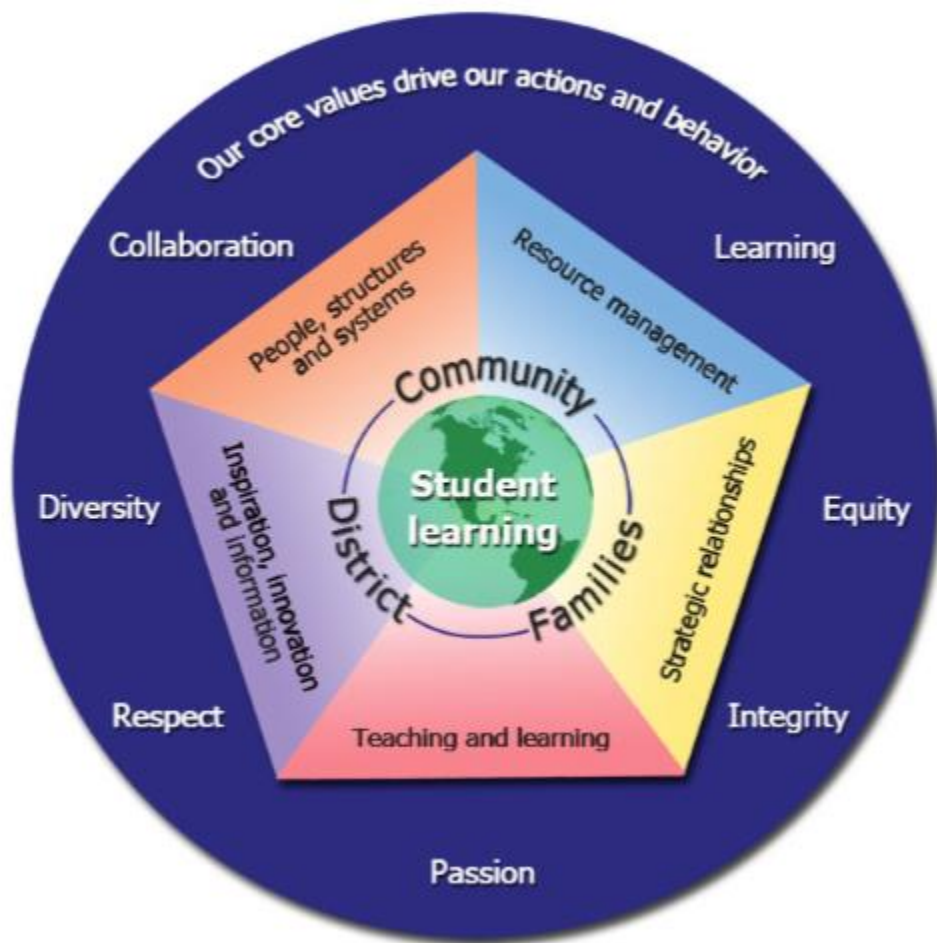 Our core values drive our actions and behavior
Collaboration
Learning
People, structures
and systems
Resource management
Community
Student
learning
District
Families
Diversity
Equity
Inspiration, innovation
and information
Strategic relationships
Respect
Teaching and learning
Integrity
Passion